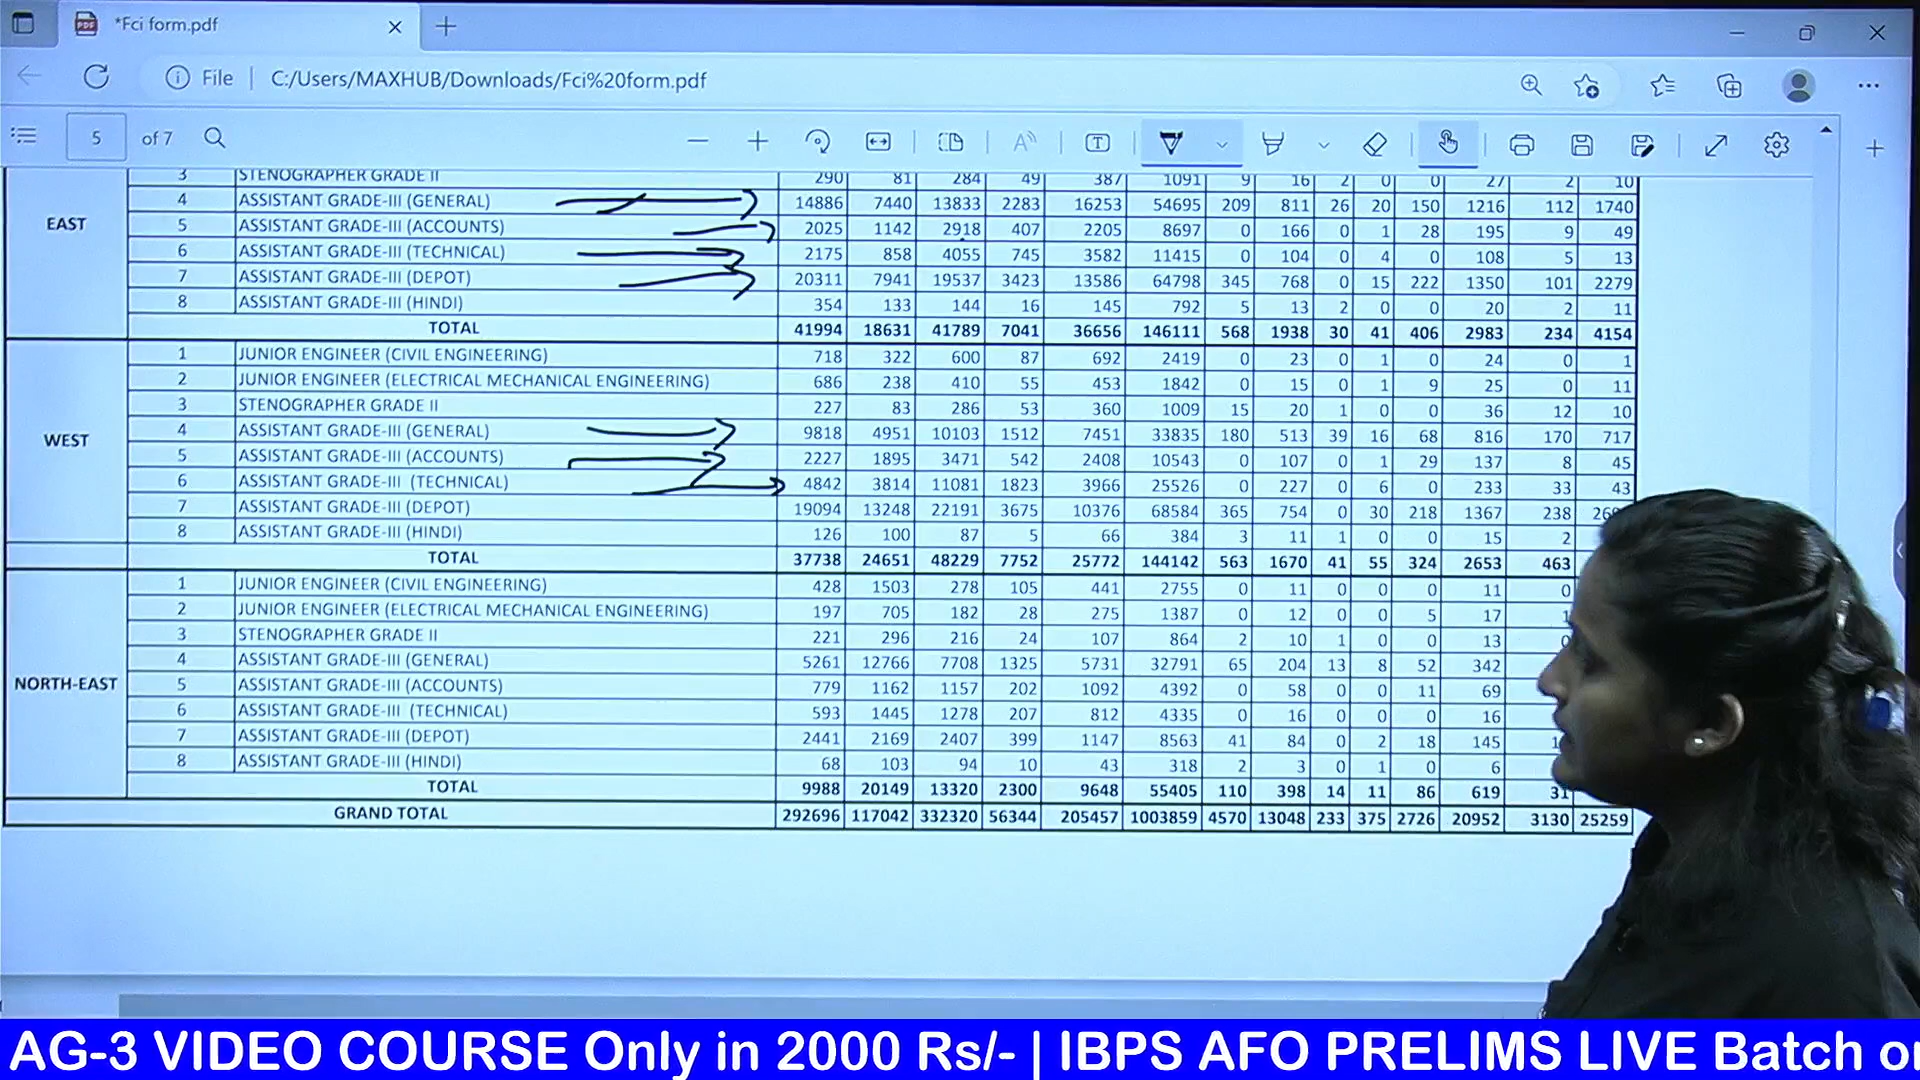 *Fci form.pdf
File C:/Users/MAXHUB/Downloads/Fci%20form.pdf
5 of 7
3 STENOGRAPHER GRADE II 290 81 284 49 387 1091 9 16 2 0 0 27 2 10
EAST
4 ASSISTANT GRADE-III (GENERAL) 14886 7440 13833 2283 16253 54695 209 811 26 20 150 1216 112 1740
5 ASSISTANT GRADE-III (ACCOUNTS) 2025 1142 2918 407 2205 8697 0 166 0 1 28 195 9 49
6 ASSISTANT GRADE-III (TECHNICAL) 2175 858 4055 745 3582 11415 0 104 0 4 0 108 5 13
7 ASSISTANT GRADE-III (DEPOT) 20311 7941 19537 3423 13586 64798 345 768 0 15 222 1350 101 2279
8 ASSISTANT GRADE-III (HINDI) 354 133 144 16 145 792 5 13 2 0 0 20 2 11
TOTAL 41994 18631 41789 7041 36656 146111 568 1938 30 41 406 2983 234 4154
WEST
1 JUNIOR ENGINEER (CIVIL ENGINEERING) 718 322 600 87 692 2419 0 23 0 1 0 24 0 1
2 JUNIOR ENGINEER (ELECTRICAL MECHANICAL ENGINEERING) 686 238 410 55 453 1842 0 15 0 1 9 25 0 11
3 STENOGRAPHER GRADE II 227 83 286 53 360 1009 15 20 1 0 0 36 12 10
4 ASSISTANT GRADE-III (GENERAL) 9818 4951 10103 1512 7451 33835 180 513 39 16 68 816 170 717
5 ASSISTANT GRADE-III (ACCOUNTS) 2227 1895 3471 542 2408 10543 0 107 0 1 29 137 8 45
6 ASSISTANT GRADE-III (TECHNICAL) 4842 3814 11081 1823 3966 25526 0 227 0 6 0 233 33 43
7 ASSISTANT GRADE-III (DEPOT) 19094 13248 22191 3675 10376 68584 365 754 0 30 218 1367 238
8 ASSISTANT GRADE-III (HINDI) 126 100 87 5 66 384 3 11 1 0 0 15 2
TOTAL 37738 24651 48229 7752 25772 144142 563 1670 41 55 324 2653 463
NORTH-EAST
1 JUNIOR ENGINEER (CIVIL ENGINEERING) 428 1503 278 105 441 2755 0 11 0 0 0 11 0
2 JUNIOR ENGINEER (ELECTRICAL MECHANICAL ENGINEERING) 197 705 182 28 275 1387 0 12 0 0 5 17
3 STENOGRAPHER GRADE II 221 296 216 24 107 864 2 10 1 0 0 13
4 ASSISTANT GRADE-III (GENERAL) 5261 12766 7708 1325 5731 32791 65 204 13 8 52 342
5 ASSISTANT GRADE-III (ACCOUNTS) 779 1162 1157 202 1092 4392 0 58 0 0 11 69
6 ASSISTANT GRADE-III (TECHNICAL) 593 1445 1278 207 812 4335 0 16 0 0 0 16
7 ASSISTANT GRADE-III (DEPOT) 2441 2169 2407 399 1147 8563 41 84 0 2 18 145
8 ASSISTANT GRADE-III (HINDI) 68 103 94 10 43 318 2 3 0 1 0 6
TOTAL 9988 20149 13320 2300 9648 55405 110 398 14 11 86 619 31
GRAND TOTAL 292696 117042 332320 56344 205457 1003859 4570 13048 233 375 2726 20952 3130 25259
AG-3 VIDEO COURSE Only in 2000 Rs/- | IBPS AFO PRELIMS LIVE Batch